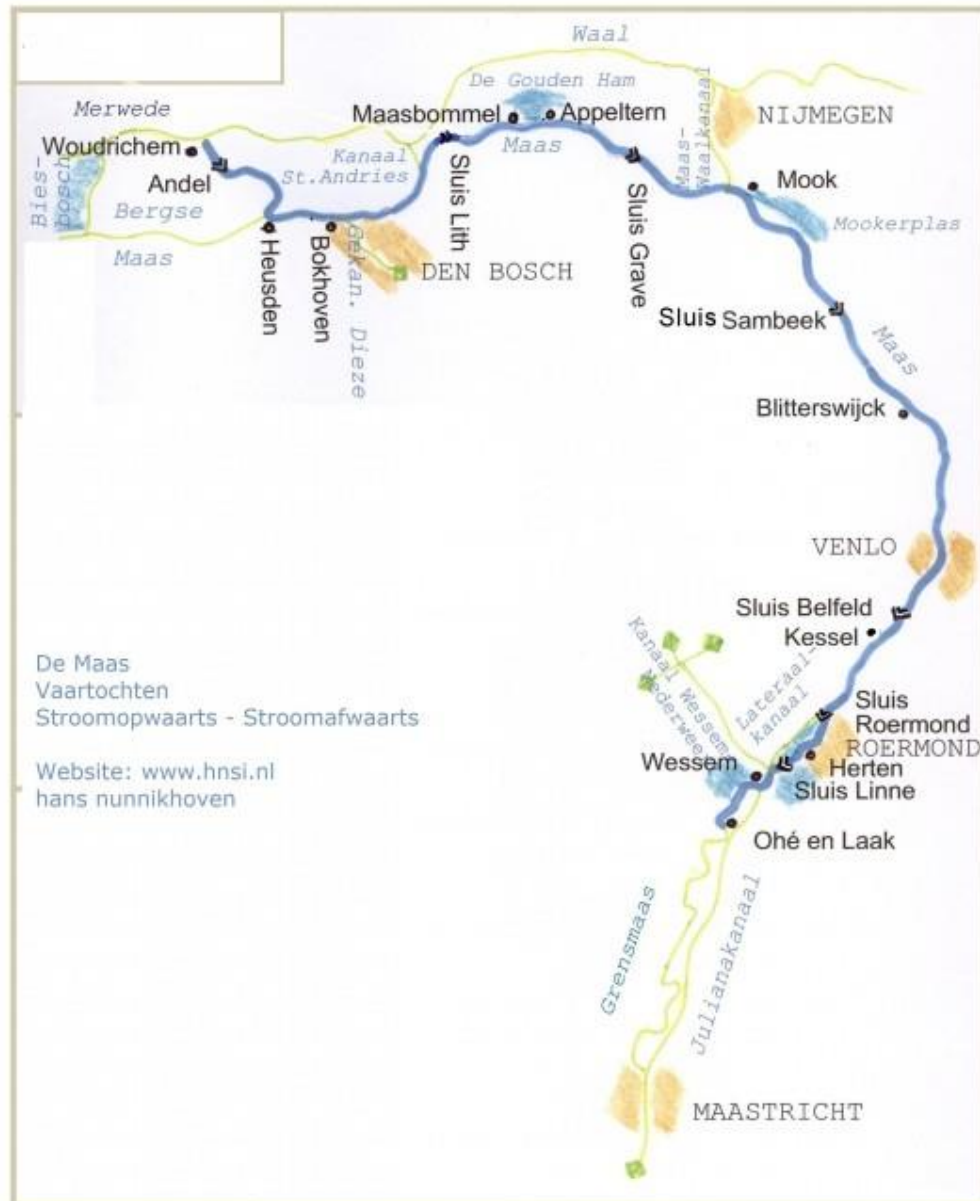 Waal
De Gouden Ham
Merwede
Maasbommel
Appeltern
NIJMEGEN
Woudrichem
Kanaal
St.Andries
Maas
Maas-
Waalkanaal
Andel
Mook
Bies-
bosch
Bergse
Maas
Mookerplas
Sluis Lith
Sluis Grave
Heusden
Bokhoven
Gekan. Dieze
DEN BOSCH
Sluis Sambeek
Maas
Blitterswijck
VENLO
Sluis Belfeld
Kessel
Kanaal Wessem
Nederweert
Lateraal-
kanaal
De Maas
Vaartochten
Stroomopwaarts - Stroomafwaarts
Website: www.hnsi.nl
hans nunnikhoven
Sluis
Roermond
ROERMOND
Wessem
Herten
Sluis Linne
Ohé en Laak
Grensmaas
Julianakanaal
MAASTRICHT